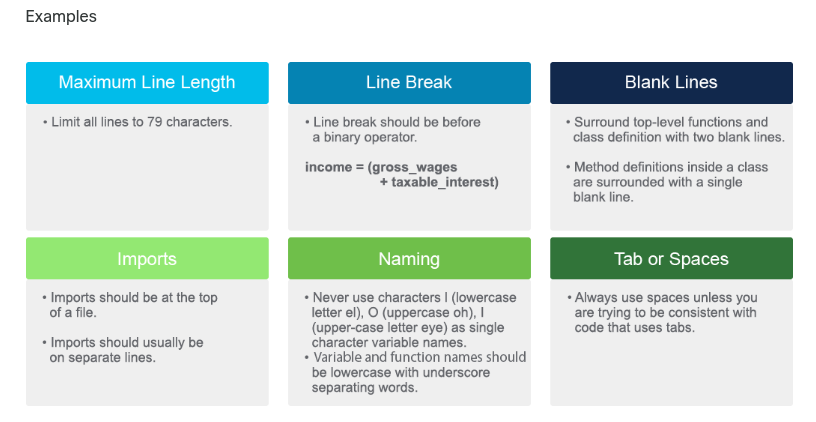 Examples
Maximum Line Length
• Limit all lines to 79 characters.
Line Break
• Line break should be before
a binary operator.
income = (gross_wages
+ taxable_interest)
Blank Lines
• Surround top-level functions and
class definition with two blank lines.
• Method definitions inside a class
are surrounded with a single
blank line.
Imports
• Imports should be at the top
of a file.
• Imports should usually be
on separate lines.
Naming
• Never use characters l (lowercase
letter el), O (uppercase oh), I
(upper-case letter eye) as single
character variable names.
• Variable and function names should
be lowercase with underscore
separating words.
Tab or Spaces
• Always use spaces unless you
are trying to be consistent with
code that uses tabs.